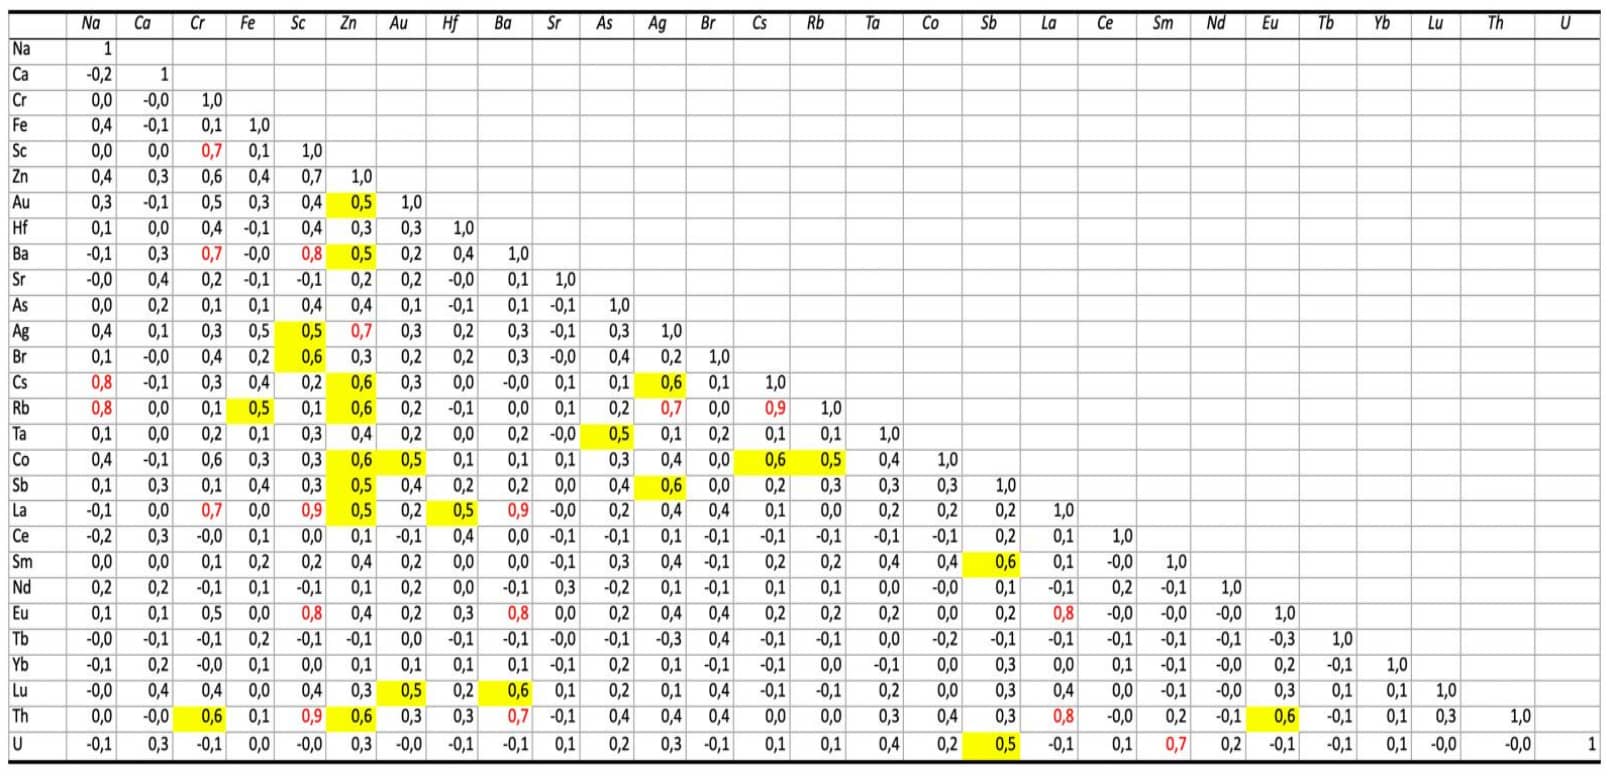 Na Ca Cr Fe Sc Zn Au Hf Ba Sr As Ag Br Cs Rb Ta Co Sb La Ce Sm Nd Eu Tb Yb Lu Th U
Na 1
Ca -0,2 1
Cr 0,0 -0,0 1,0
Fe 0,4 -0,1 0,1 1,0
Sc 0,0 0,0 0,7 0,1 1,0
Zn 0,4 0,3 0,6 0,4 0,7 1,0
Au 0,3 -0,1 0,5 0,3 0,4 0,5 1,0
Hf 0,1 0,0 0,4 -0,1 0,4 0,3 0,3 1,0
Ba -0,1 0,3 0,7 -0,0 0,8 0,5 0,2 0,4 1,0
Sr -0,0 0,4 0,2 -0,1 -0,1 0,2 0,2 -0,0 0,1 1,0
As 0,0 0,2 0,1 0,1 0,4 0,4 0,1 -0,1 0,1 -0,1 1,0
Ag 0,4 0,1 0,3 0,5 0,5 0,7 0,3 0,2 0,3 -0,1 0,3 1,0
Br 0,1 -0,0 0,4 0,2 0,6 0,3 0,2 0,2 0,3 -0,0 0,4 0,2 1,0
Cs 0,8 -0,1 0,3 0,4 0,2 0,6 0,3 0,0 -0,0 0,1 0,1 0,6 0,1 1,0
Rb 0,8 0,0 0,1 0,5 0,1 0,6 0,2 -0,1 0,0 0,1 0,2 0,7 0,0 0,9 1,0
Ta 0,1 0,0 0,2 0,1 0,3 0,4 0,2 0,0 0,2 -0,0 0,5 0,1 0,2 0,1 0,1 1,0
Co 0,4 -0,1 0,6 0,3 0,3 0,6 0,5 0,1 0,1 0,1 0,3 0,4 0,0 0,6 0,5 0,4 1,0
Sb 0,1 0,3 0,1 0,4 0,3 0,5 0,4 0,2 0,2 0,0 0,4 0,6 0,0 0,2 0,3 0,3 0,3 1,0
La -0,1 0,0 0,7 0,0 0,9 0,5 0,2 0,5 0,9 -0,0 0,2 0,4 0,4 0,1 0,0 0,2 0,2 0,2 1,0
Ce -0,2 0,3 -0,0 0,1 0,0 0,1 -0,1 0,4 0,0 -0,1 -0,1 0,1 -0,1 -0,1 -0,1 -0,1 -0,1 0,2 0,1 1,0
Sm 0,0 0,0 0,1 0,2 0,2 0,4 0,2 0,0 0,0 -0,1 0,3 0,4 -0,1 0,2 0,2 0,4 0,4 0,6 0,1 -0,0 1,0
Nd 0,2 0,2 -0,1 0,1 -0,1 0,1 0,2 0,0 -0,1 0,3 -0,2 0,1 -0,1 0,1 0,1 0,0 -0,0 0,1 -0,1 0,2 -0,1 1,0
Eu 0,1 0,1 0,5 0,0 0,8 0,4 0,2 0,3 0,8 0,0 0,2 0,4 0,4 0,2 0,2 0,2 0,0 0,2 0,8 -0,0 -0,0 -0,0 1,0
Tb -0,0 -0,1 -0,1 0,2 -0,1 -0,1 0,0 -0,1 -0,1 -0,0 -0,1 -0,3 0,4 -0,1 -0,1 0,0 -0,2 -0,1 -0,1 -0,1 -0,1 -0,1 -0,3 1,0
Yb -0,1 0,2 -0,0 0,1 0,0 0,1 0,1 0,1 0,1 -0,1 0,2 0,1 -0,1 -0,1 0,0 -0,1 0,0 0,3 0,0 0,1 -0,1 -0,0 0,2 -0,1 1,0
Lu -0,0 0,4 0,4 0,0 0,4 0,3 0,5 0,2 0,6 0,1 0,2 0,1 0,4 -0,1 -0,1 0,2 0,0 0,3 0,4 0,0 -0,1 -0,0 0,3 0,1 0,1 1,0
Th 0,0 -0,0 0,6 0,1 0,9 0,6 0,3 0,3 0,7 -0,1 0,4 0,4 0,4 0,0 0,0 0,3 0,4 0,3 0,8 -0,0 0,2 -0,1 0,6 -0,1 0,1 0,3 1,0
U -0,1 0,3 -0,1 0,0 -0,0 0,3 -0,0 -0,1 -0,1 0,1 0,2 0,3 -0,1 0,1 0,1 0,4 0,2 0,5 -0,1 0,1 0,7 0,2 -0,1 -0,1 0,1 -0,0 -0,0 1